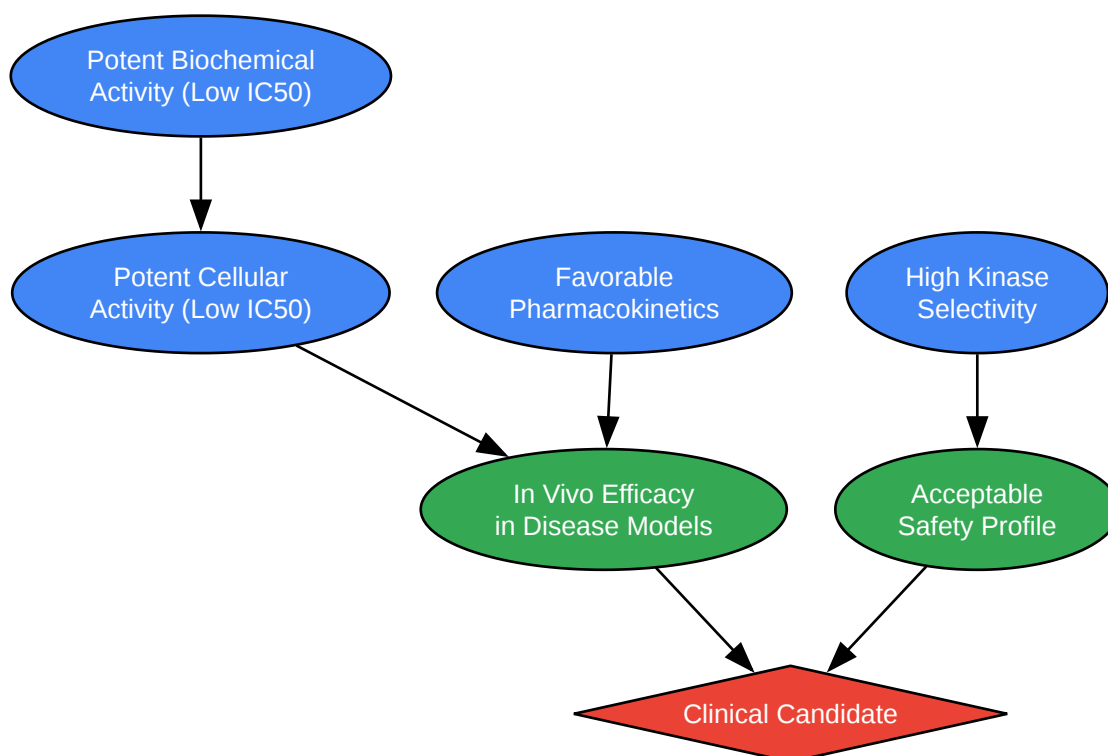 Potent Biochemical
Activity (Low IC50)
Potent Cellular
Activity (Low IC50)
Favorable
Pharmacokinetics
High Kinase
Selectivity
In Vivo Efficacy
in Disease Models
Acceptable
Safety Profile
Clinical Candidate